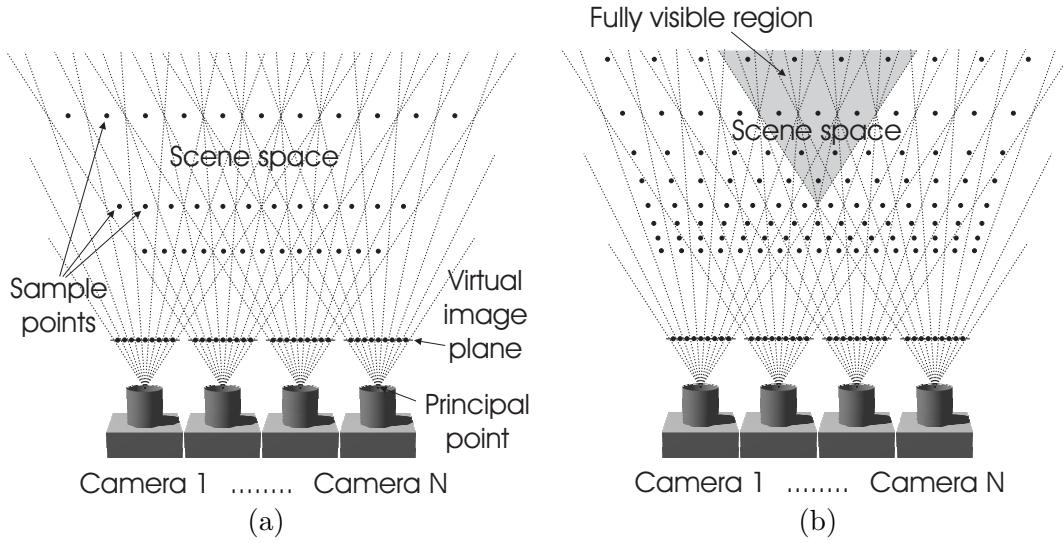 Scene space
Sample
points
Virtual
image
plane
Principal
point
Camera 1 ........ Camera N
(a)
Fully visible region
Scene space
Camera 1 ........ Camera N
(b)